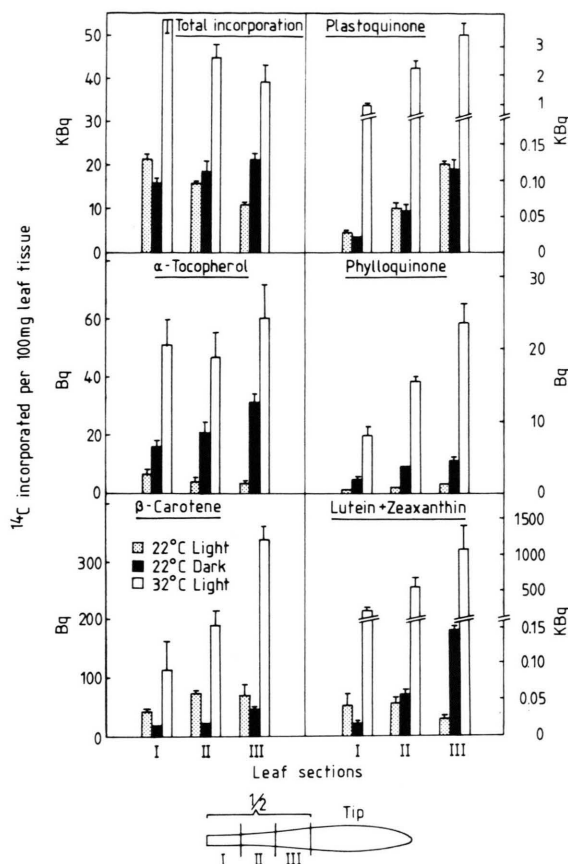 Total incorporation
Plastoquinone
50
40
30
20
10
0
KBq
3
2
1
0.15
0.10
0.05
0
KBq
α-Tocopherol
Phylloquinone
60
40
20
0
Bq
30
20
10
0
Bq
¹⁴C incorporated per 100mg leaf tissue
β-Carotene
Lutein + Zeaxanthin
22°C Light
22°C Dark
32°C Light
300
200
100
0
Bq
1500
1000
500
0.15
0.10
0.05
0
KBq
I II III I II III
Leaf sections
1/2
Tip
I II III